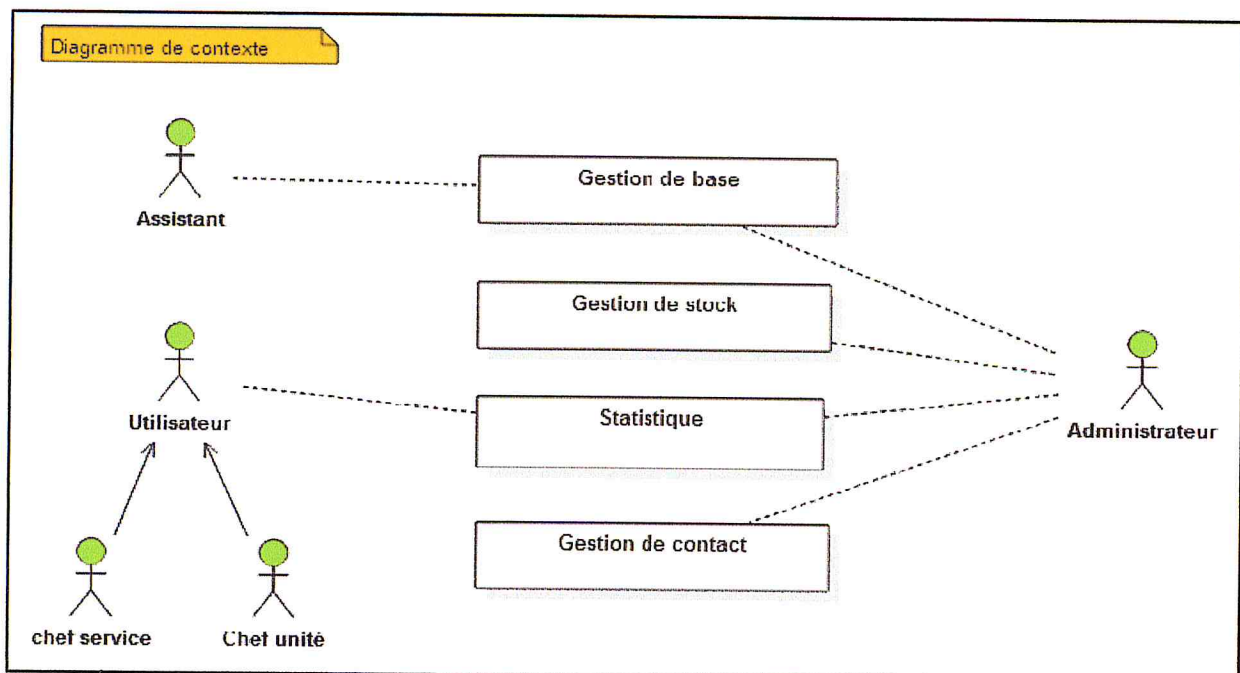 Diagramme de contexte
Assistant
Gestion de base
Gestion de stock
Utilisateur
Statistique
Administrateur
Gestion de contact
chef service
Chef unité